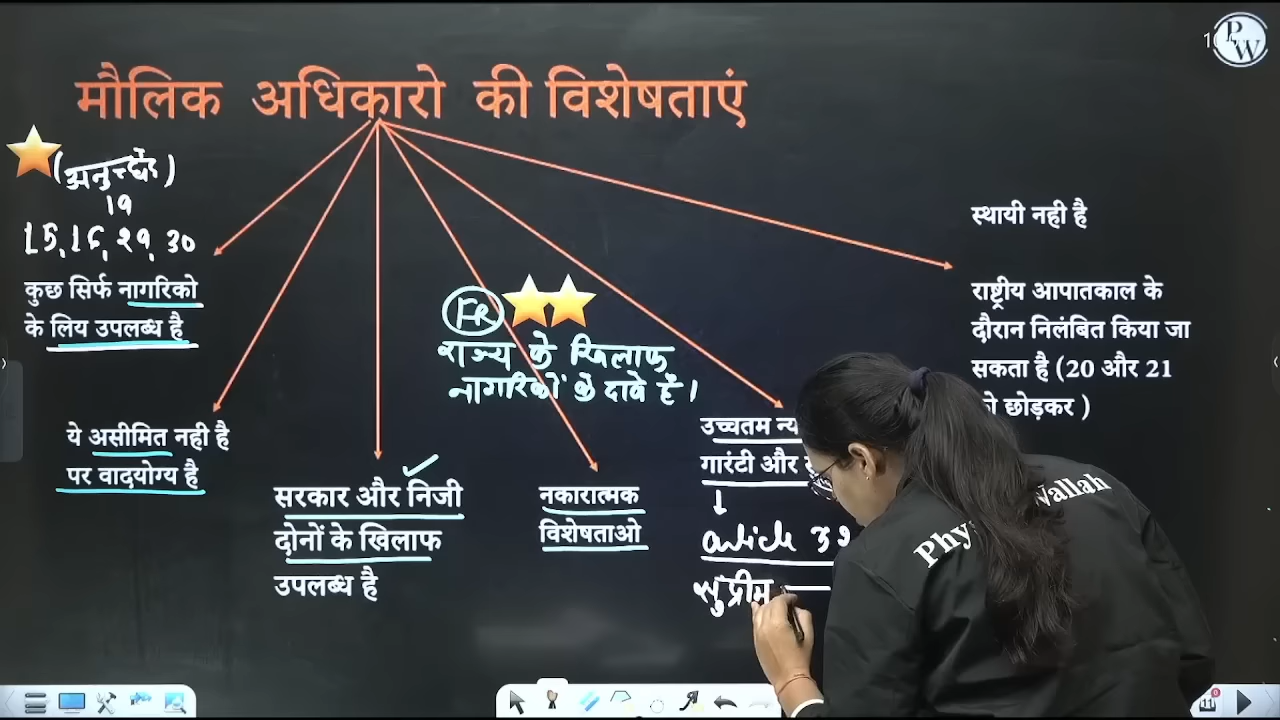 मौलिक अधिकारो की विशेषताएं
PW
(अनुच्छेद)
19
15, 16, 29, 30
कुछ सिर्फ नागरिको
के लिय उपलब्ध है
ये असीमित नही है
पर वादयोग्य है
सरकार और निजी
दोनों के खिलाफ
उपलब्ध है
FR
राज्य के खिलाफ
नागरिकों के दावे हैं।
नकारात्मक
विशेषताओ
उच्चतम
गारंटी और
article 32
सुप्रीम
स्थायी नही है
राष्ट्रीय आपातकाल के
दौरान निलंबित किया जा
सकता है (20 और 21
छोड़कर )
Wallah